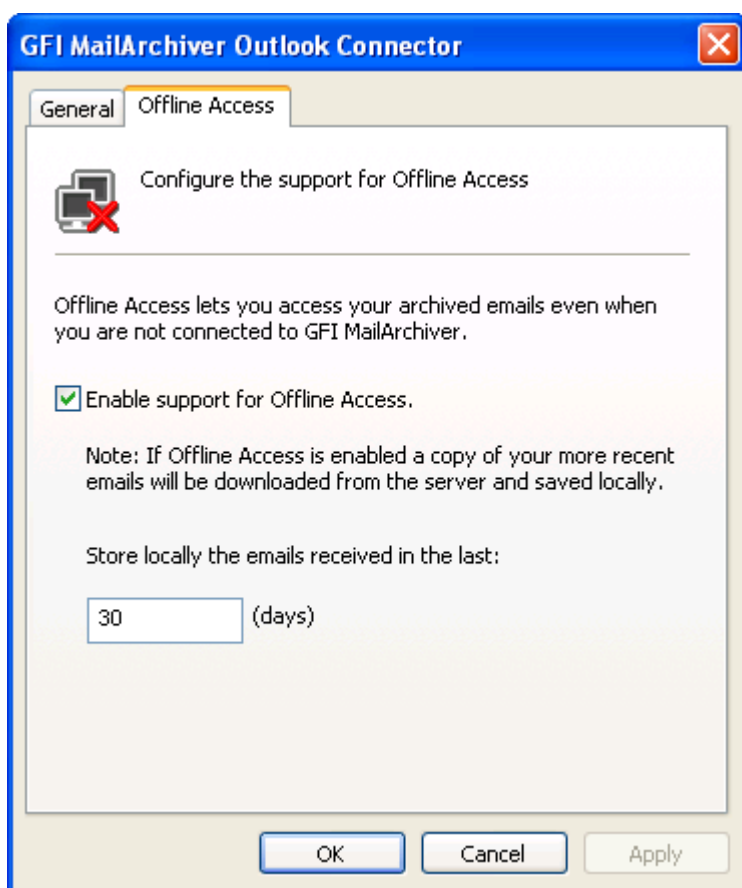 GFI MailArchiver Outlook Connector
General
Offline Access
Configure the support for Offline Access
Offline Access lets you access your archived emails even when
you are not connected to GFI MailArchiver.
Enable support for Offline Access.
Note: If Offline Access is enabled a copy of your more recent
emails will be downloaded from the server and saved locally.
Store locally the emails received in the last:
30 (days)
OK Cancel Apply